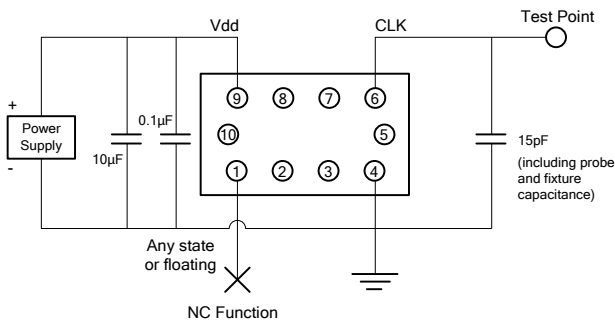 Vdd
CLK
Test Point
+
Power
Supply
-
10µF
0.1µF
9
8
7
6
10
5
1
2
3
4
15pF
(including probe
and fixture
capacitance)
Any state
or floating
NC Function